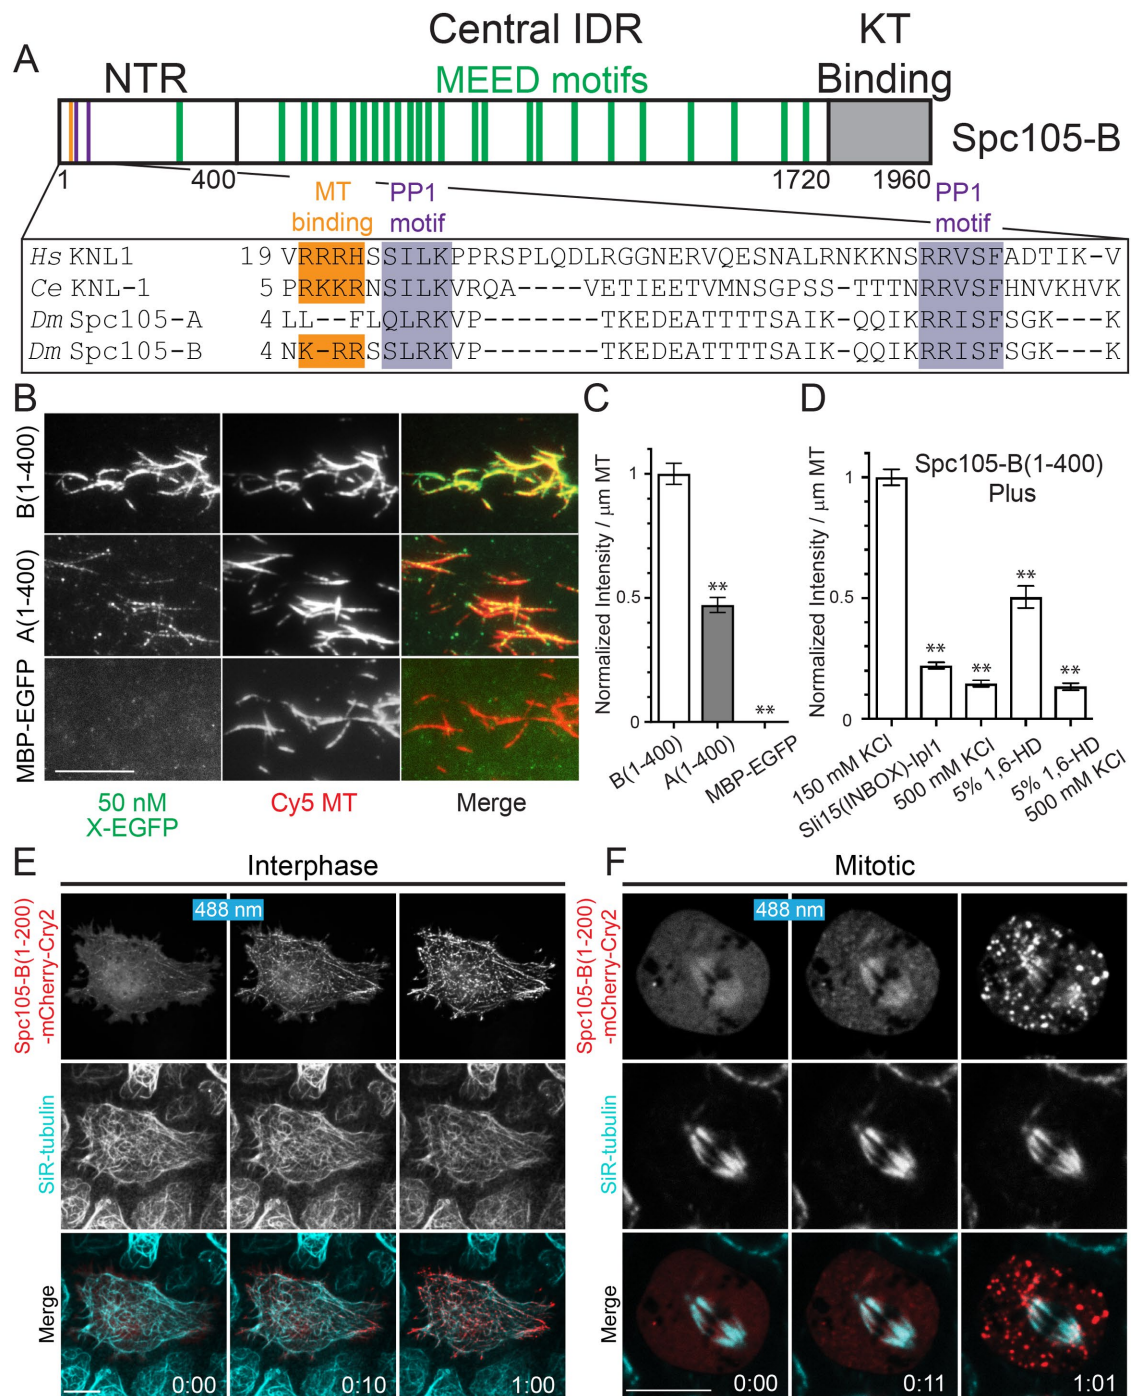 A
NTR
Central IDR
MEED motifs
KT
Binding
Spc105-B
1
400
1720
1960
MT
binding
PP1
motif
PP1
motif
Hs KNL1 19 VRRRHSSILKPPRSPLQDLRGGNERVQESNALRNKKNSRRVSFADTIK-V
Ce KNL-1 5 PRKKRNSILKVRQA----VETIEETVMNSGPSS-TTTNRRVSFHNVKHVK
Dm Spc105-A 4 LL--FLQLRKVP------TKEDEATTTTSAIK-QQIKRRISFSGK---K
Dm Spc105-B 4 NK-RRSSLRKVP-------TKEDEATTTTSAIK-QQIKRRISFSGK---K
B
B(1-400)
A(1-400)
MBP-EGFP
50 nM
X-EGFP
Cy5 MT
Merge
C
Normalized Intensity / μm MT
1
0.5
0
**
**
B(1-400)
A(1-400)
MBP-EGFP
D
Normalized Intensity / μm MT
Spc105-B(1-400)
Plus
1
0.5
0
**
**
**
**
150 mM KCl
Sli15(INBOX)-Ipl1
500 mM KCl
5% 1,6-HD
5% 1,6-HD
500 mM KCl
E
Interphase
488 nm
Spc105-B(1-200)
-mCherry-Cry2
SiR-tubulin
Merge
0:00
0:10
1:00
F
Mitotic
488 nm
Spc105-B(1-200)
-mCherry-Cry2
SiR-tubulin
Merge
0:00
0:11
1:01